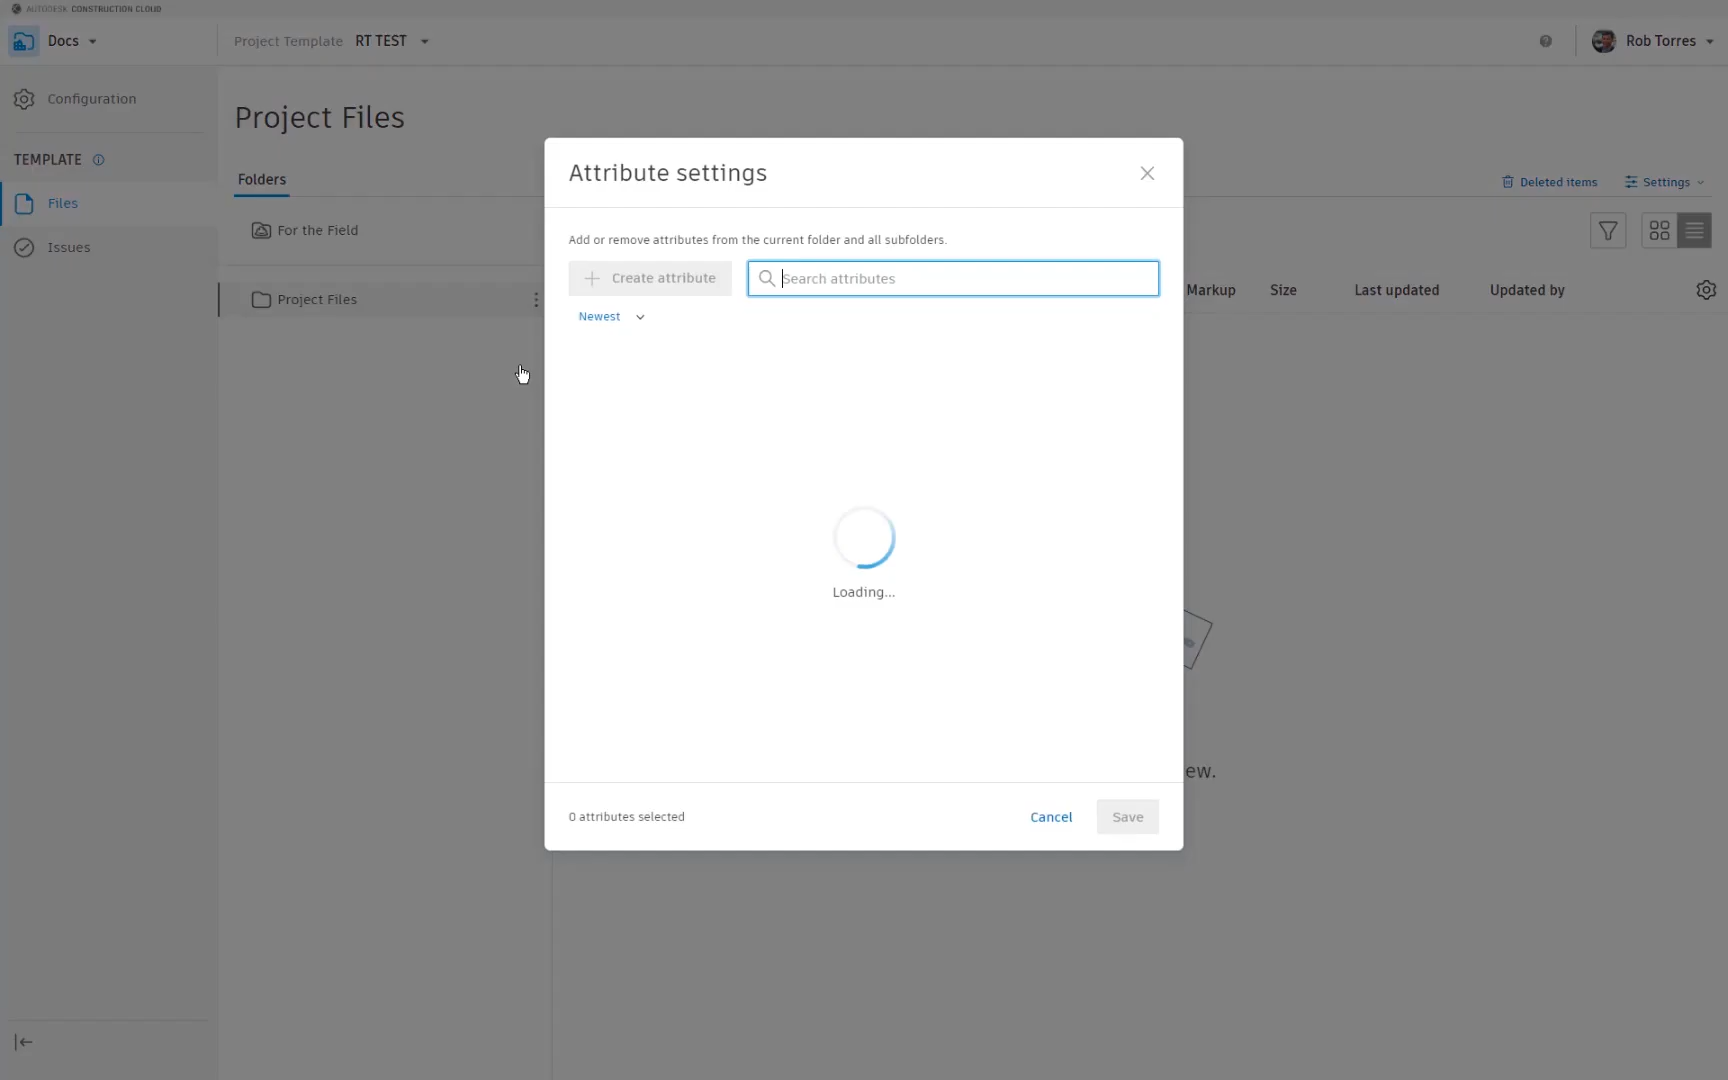 AUTODESK CONSTRUCTION CLOUD
Docs
Project Template RT TEST
Rob Torres
Configuration
TEMPLATE
Files
Issues
Project Files
Folders
Deleted items
Settings
For the Field
Project Files
Markup
Size
Last updated
Updated by
ew.
Attribute settings
Add or remove attributes from the current folder and all subfolders.
Create attribute
Search attributes
Newest
Loading...
0 attributes selected
Cancel
Save